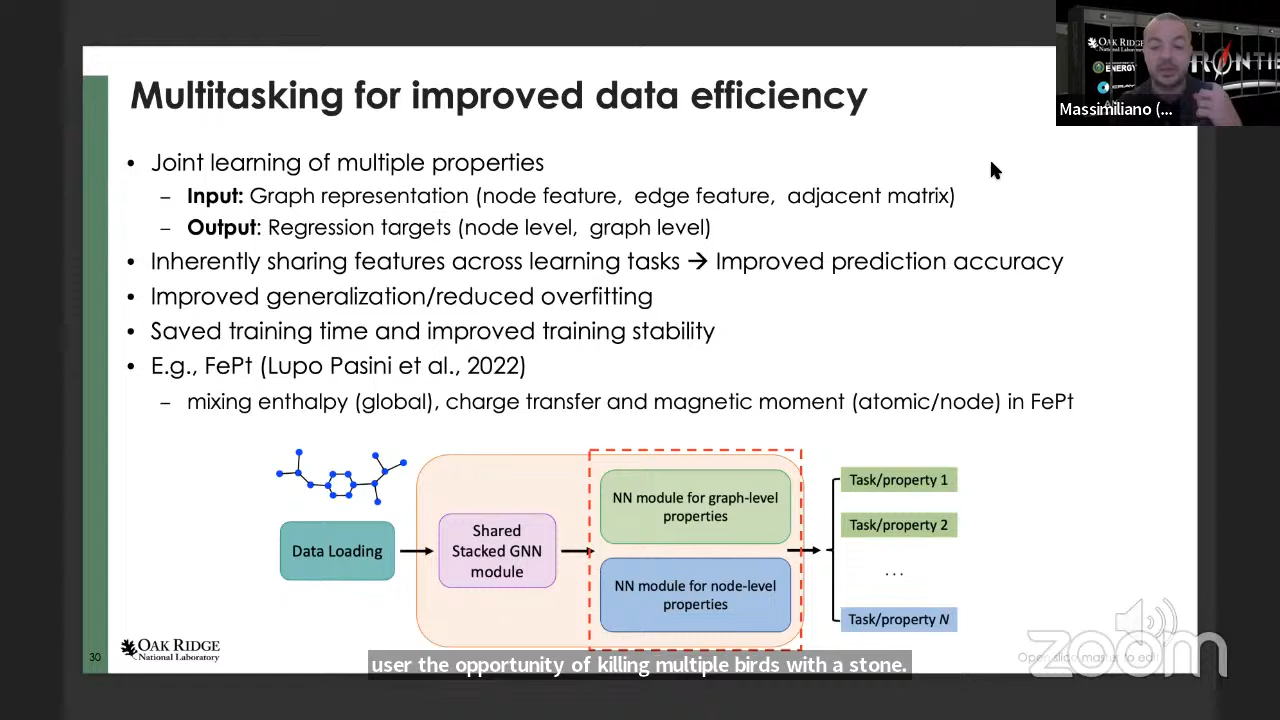 Multitasking for improved data efficiency
• Joint learning of multiple properties
– Input: Graph representation (node feature, edge feature, adjacent matrix)
– Output: Regression targets (node level, graph level)
• Inherently sharing features across learning tasks → Improved prediction accuracy
• Improved generalization/reduced overfitting
• Saved training time and improved training stability
• E.g., FePt (Lupo Pasini et al., 2022)
– mixing enthalpy (global), charge transfer and magnetic moment (atomic/node) in FePt
Data Loading
Shared
Stacked GNN
module
NN module for graph-level
properties
NN module for node-level
properties
Task/property 1
Task/property 2
...
Task/property N
30
OAK RIDGE
National Laboratory
user the opportunity of killing multiple birds with a stone.
zoom
OAK RIDGE
National Laboratory
ENERGY
Massimiliano (...